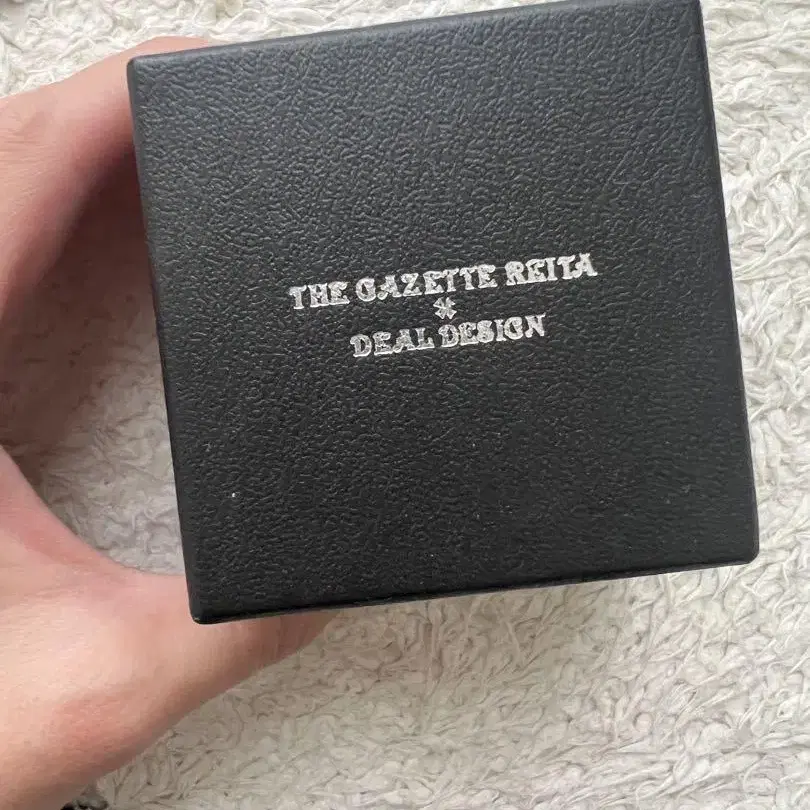 THE GAZETTE REITA
×
DEAL DESIGN